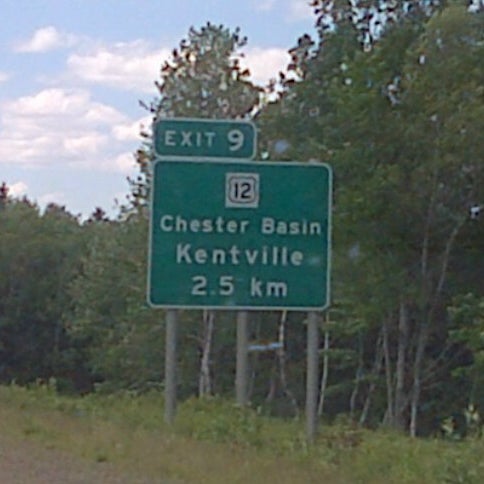 EXIT 9
12
Chester Basin
Kentville
2.5 km